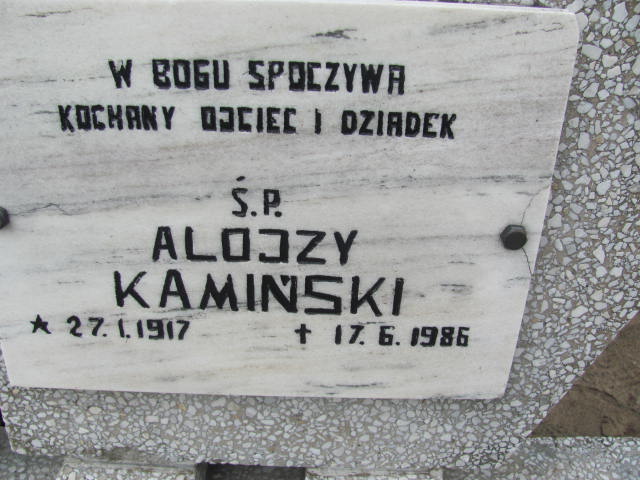 W BOGU SPOCZYWA
KOCHANY OJCIEC I DZIADEK
Ś.P.
ALOJZY
KAMIŃSKI
★ 27.1.1917 ✝ 17.6.1986